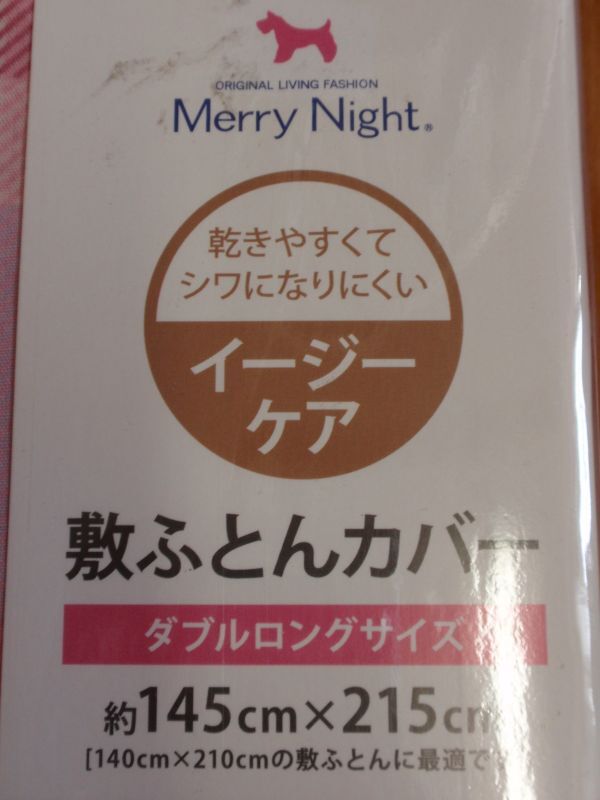 ORIGINAL LIVING FASHION
Merry Night®
乾きやすくて
シワになりにくい
イージー
ケア
敷ふとんカバー
ダブルロングサイズ
約145cm×215cm
[140cm×210cmの敷ふとんに最適で